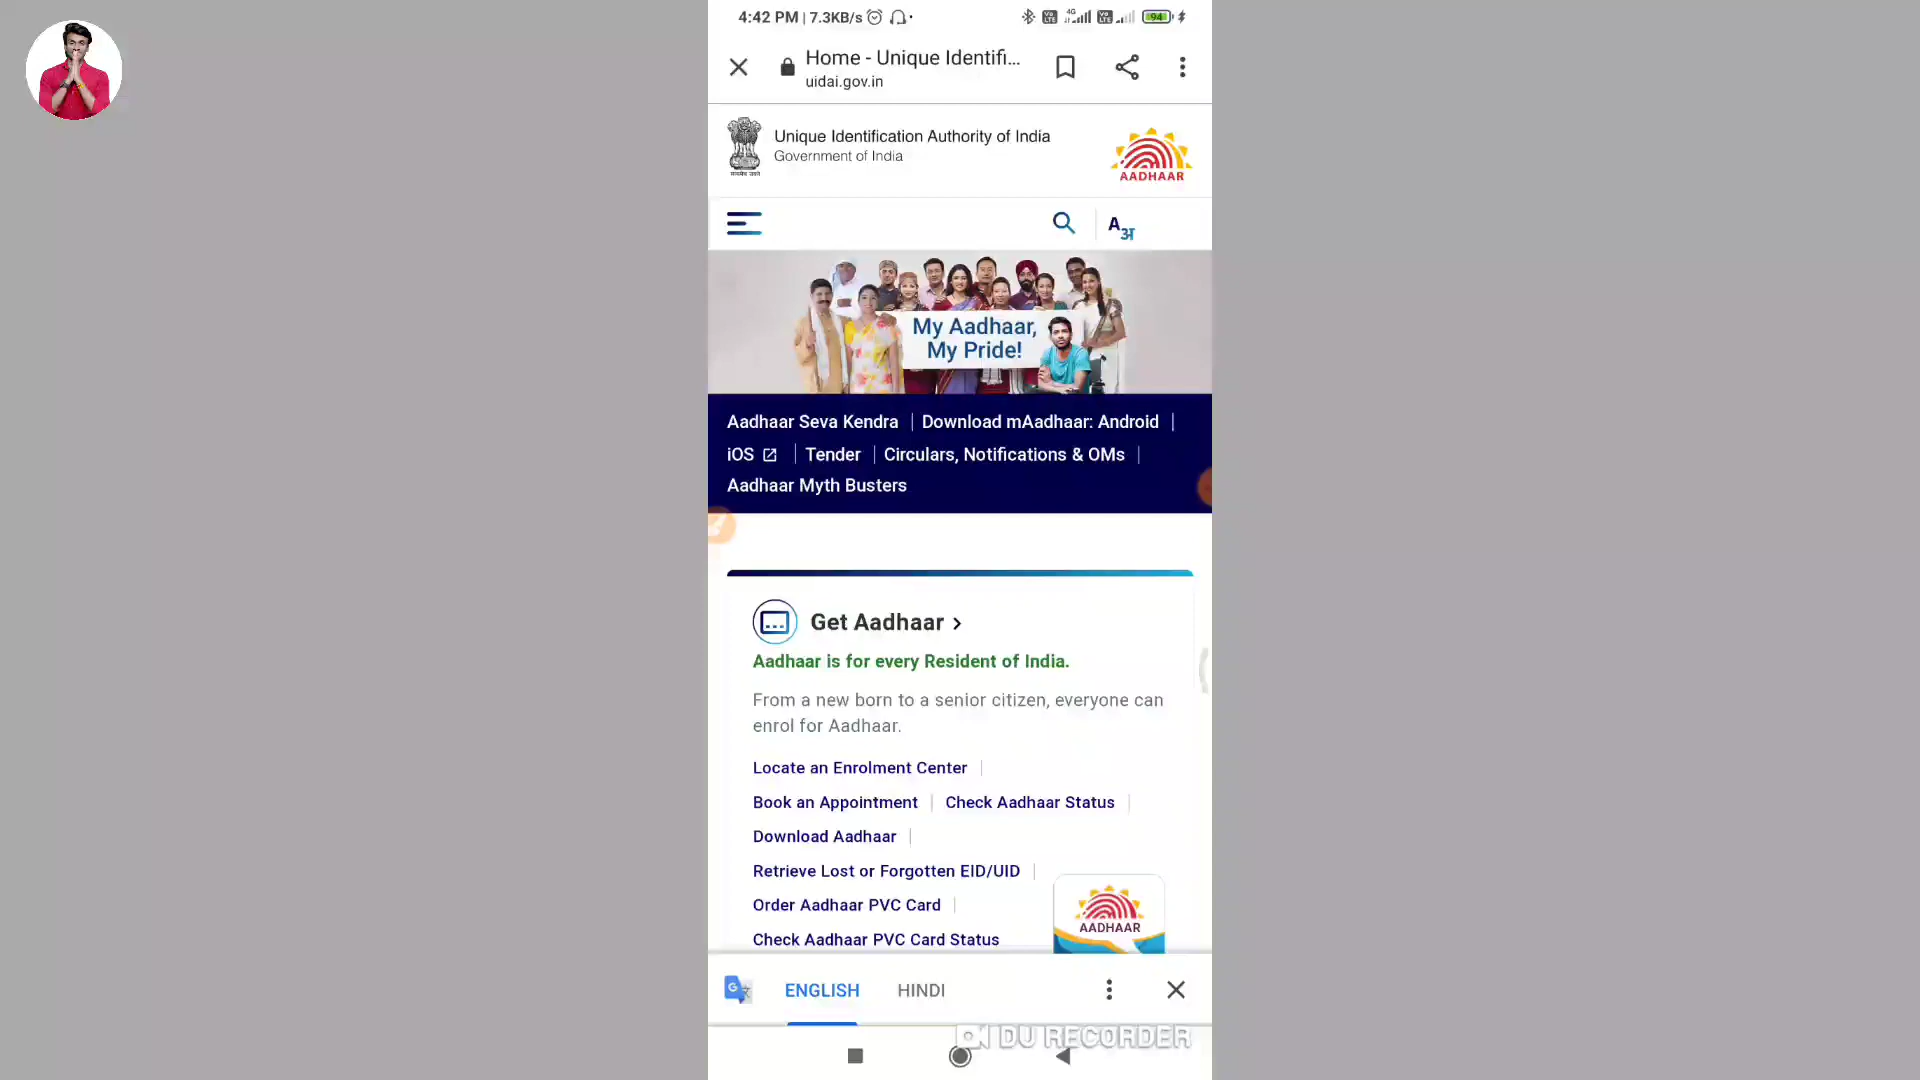 4:42 PM | 7.3KB/s
4G
94
Home - Unique Identifi...
uidai.gov.in
Unique Identification Authority of India
Government of India
AADHAAR
A अ
My Aadhaar,
My Pride!
Aadhaar Seva Kendra | Download mAadhaar: Android |
iOS | Tender | Circulars, Notifications & OMs |
Aadhaar Myth Busters
Get Aadhaar >
Aadhaar is for every Resident of India.
From a new born to a senior citizen, everyone can
enrol for Aadhaar.
Locate an Enrolment Center |
Book an Appointment | Check Aadhaar Status |
Download Aadhaar |
Retrieve Lost or Forgotten EID/UID |
Order Aadhaar PVC Card |
AADHAAR
Check Aadhaar PVC Card Status
ENGLISH HINDI
DU RECORDER